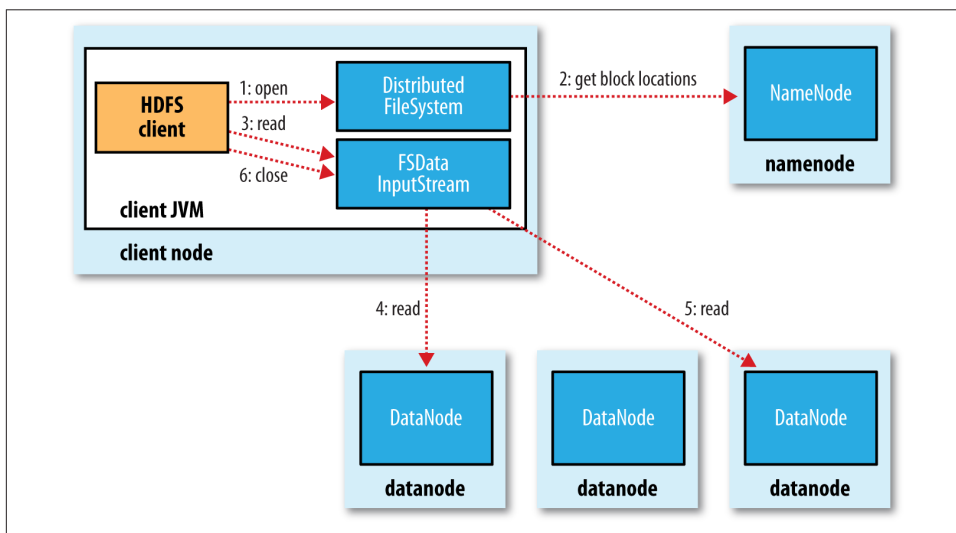 HDFS
client
1: open
3: read
6: close
Distributed
FileSystem
FSData
InputStream
client JVM
client node
2: get block locations
NameNode
namenode
4: read
5: read
DataNode
datanode
DataNode
datanode
DataNode
datanode